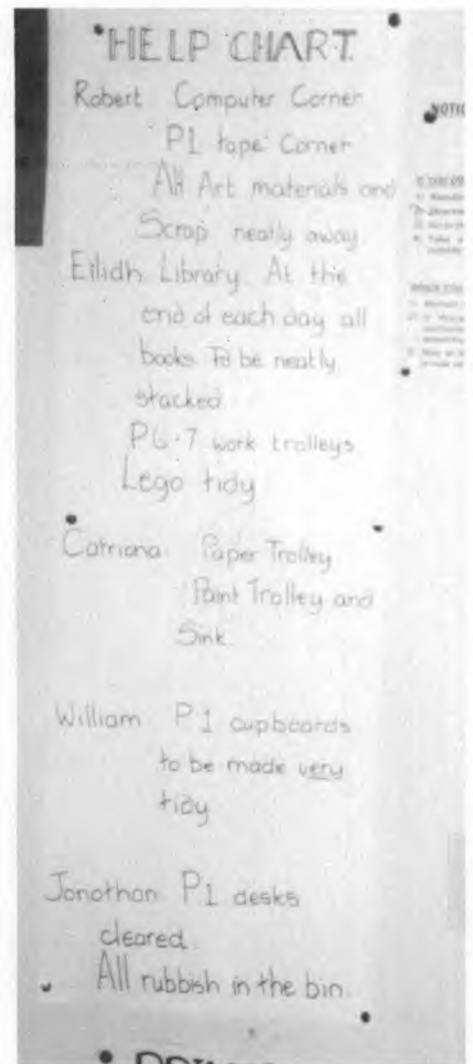 HELP CHART
Robert Computer Corner
P1 tape Corner
All Art materials and
Scrap neatly away
Eilidh Library. At the
end of each day all
books To be neatly
stacked
P6-7 work trolleys
Lego tidy
Catriona Paper Trolley
Paint Trolley and
Sink
William P1 cupboards
to be made very
tidy
Jonothan P1 desks
cleared.
All rubbish in the bin.